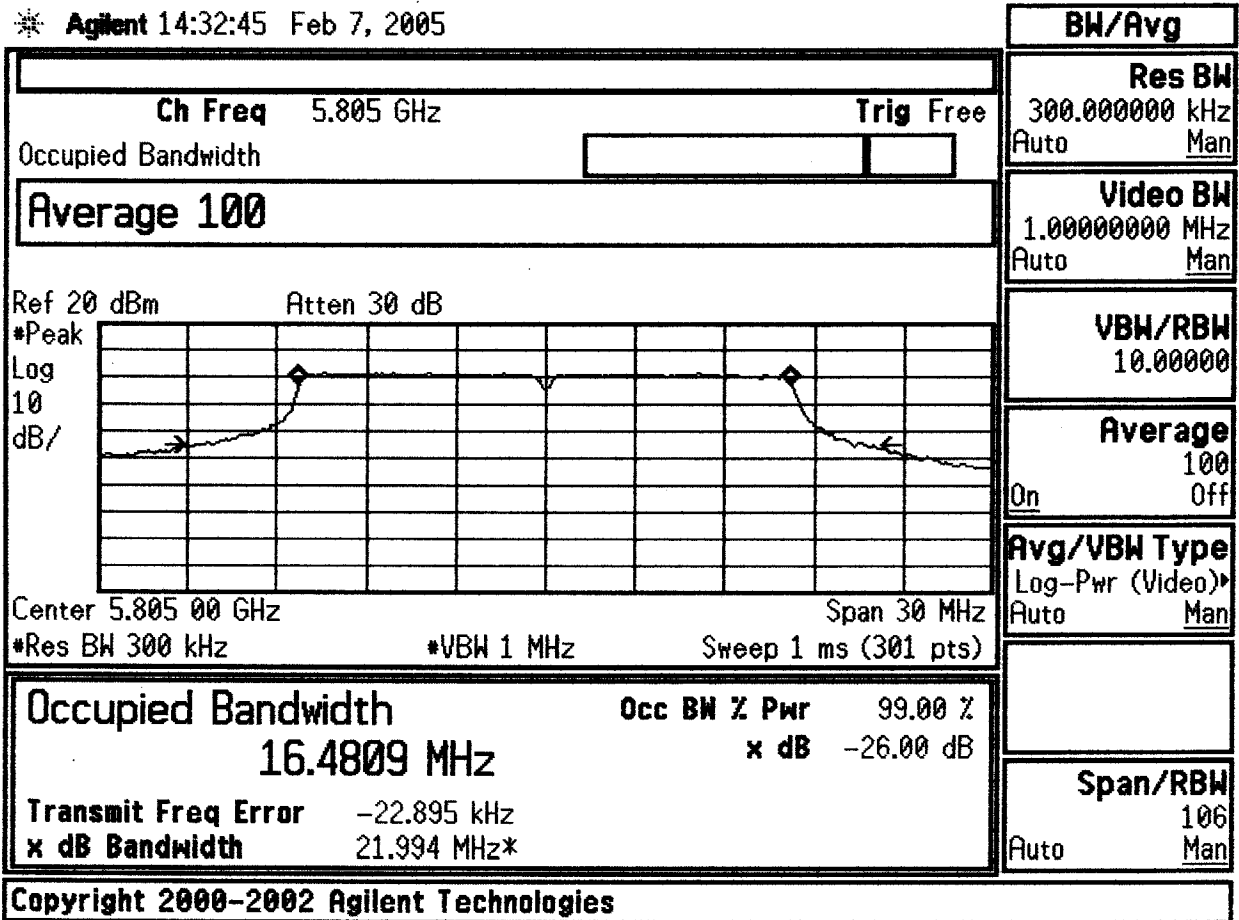 Agilent 14:32:45 Feb 7, 2005
BW/Avg
Ch Freq 5.805 GHz Trig Free
Occupied Bandwidth
Average 100
Ref 20 dBm Atten 30 dB
*Peak
Log
10
dB/
Center 5.805 00 GHz Span 30 MHz
*Res BW 300 kHz *VBW 1 MHz Sweep 1 ms (301 pts)
Occupied Bandwidth
16.4809 MHz
Occ BW % Pwr 99.00 %
x dB -26.00 dB
Transmit Freq Error -22.895 kHz
x dB Bandwidth 21.994 MHz*
Res BW
300.000000 kHz
Auto Man
Video BW
1.00000000 MHz
Auto Man
VBW/RBW
10.00000
Average
100
On Off
Avg/VBW Type
Log-Pwr (Video)
Auto Man
Span/RBW
106
Auto Man
Copyright 2000-2002 Agilent Technologies